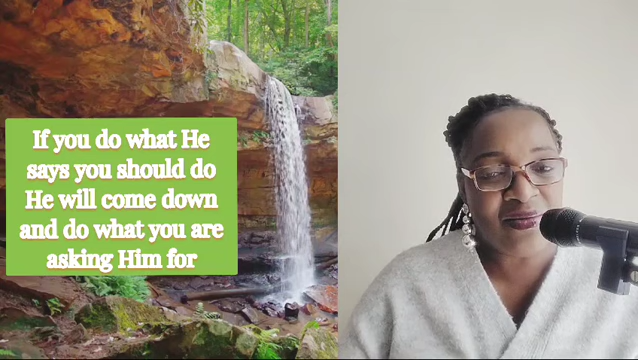 If you do what He
says you should do
He will come down
and do what you are
asking Him for